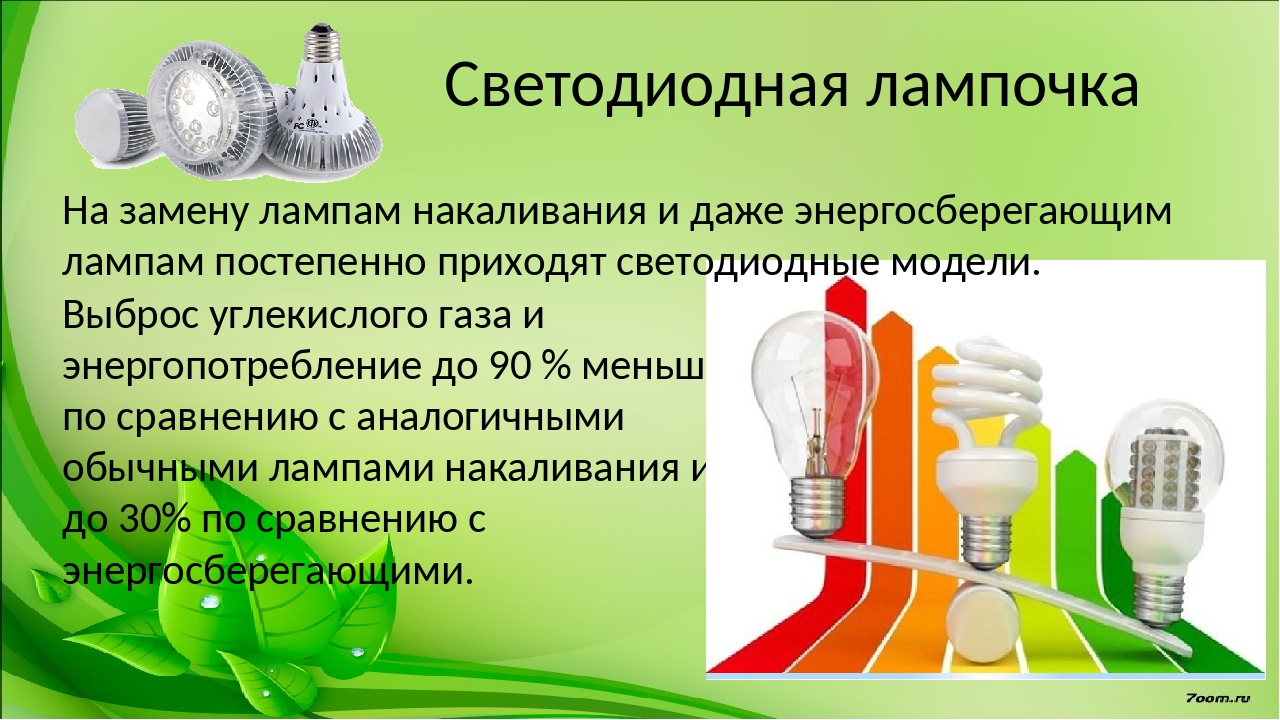 Светодиодная лампочка
На замену лампам накаливания и даже энергосберегающим
лампам постепенно приходят светодиодные модели.
Выброс углекислого газа и
энергопотребление до 90 % меньш
по сравнению с аналогичными
обычными лампами накаливания и
до 30% по сравнению с
энергосберегающими.
7oom.ru